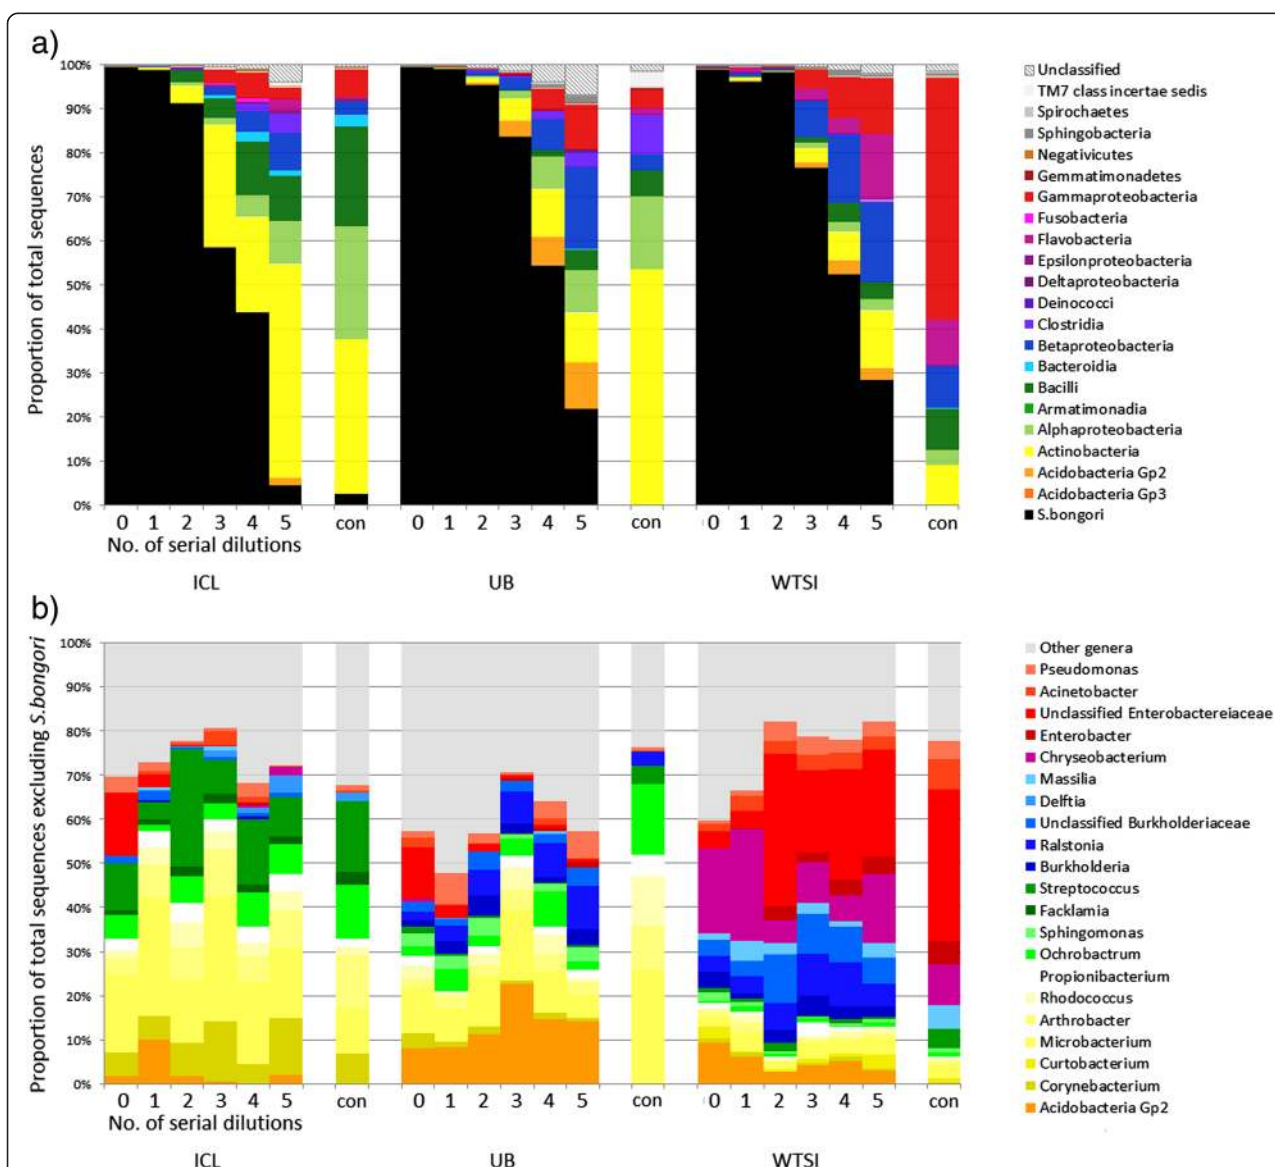 a)
Proportion of total sequences
100%
90%
80%
70%
60%
50%
40%
30%
20%
10%
0%
0 1 2 3 4 5 con 0 1 2 3 4 5 con 0 1 2 3 4 5 con
No. of serial dilutions
ICL UB WTSI
Unclassified
TM7 class incertae sedis
Spirochaetes
Sphingobacteria
Negativicutes
Gemmatimonadetes
Gammaproteobacteria
Fusobacteria
Flavobacteria
Epsilonproteobacteria
Deltaproteobacteria
Deinococci
Clostridia
Betaproteobacteria
Bacteroidia
Bacilli
Armatimonadia
Alphaproteobacteria
Actinobacteria
Acidobacteria Gp2
Acidobacteria Gp3
S.bongori
b)
Proportion of total sequences excluding S.bongori
100%
90%
80%
70%
60%
50%
40%
30%
20%
10%
0%
0 1 2 3 4 5 con 0 1 2 3 4 5 con 0 1 2 3 4 5 con
No. of serial dilutions
ICL UB WTSI
Other genera
Pseudomonas
Acinetobacter
Unclassified Enterobactereiaceae
Enterobacter
Chryseobacterium
Massilia
Delftia
Unclassified Burkholderiaceae
Ralstonia
Burkholderia
Streptococcus
Facklamia
Sphingomonas
Ochrobactrum
Propionibacterium
Rhodococcus
Arthrobacter
Microbacterium
Curtobacterium
Corynebacterium
Acidobacteria Gp2